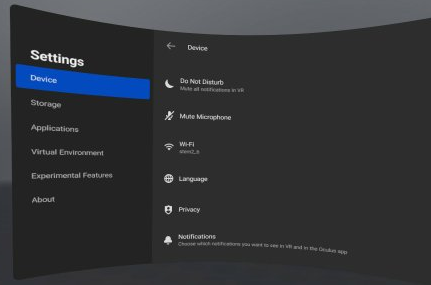 Settings
Device
Storage
Applications
Virtual Environment
Experimental Features
About
Device
Do Not Disturb
Mute all notifications in VR
Mute Microphone
Wi-Fi
Language
Privacy
Notifications
Choose which notifications you want to see in VR and in the Oculus app